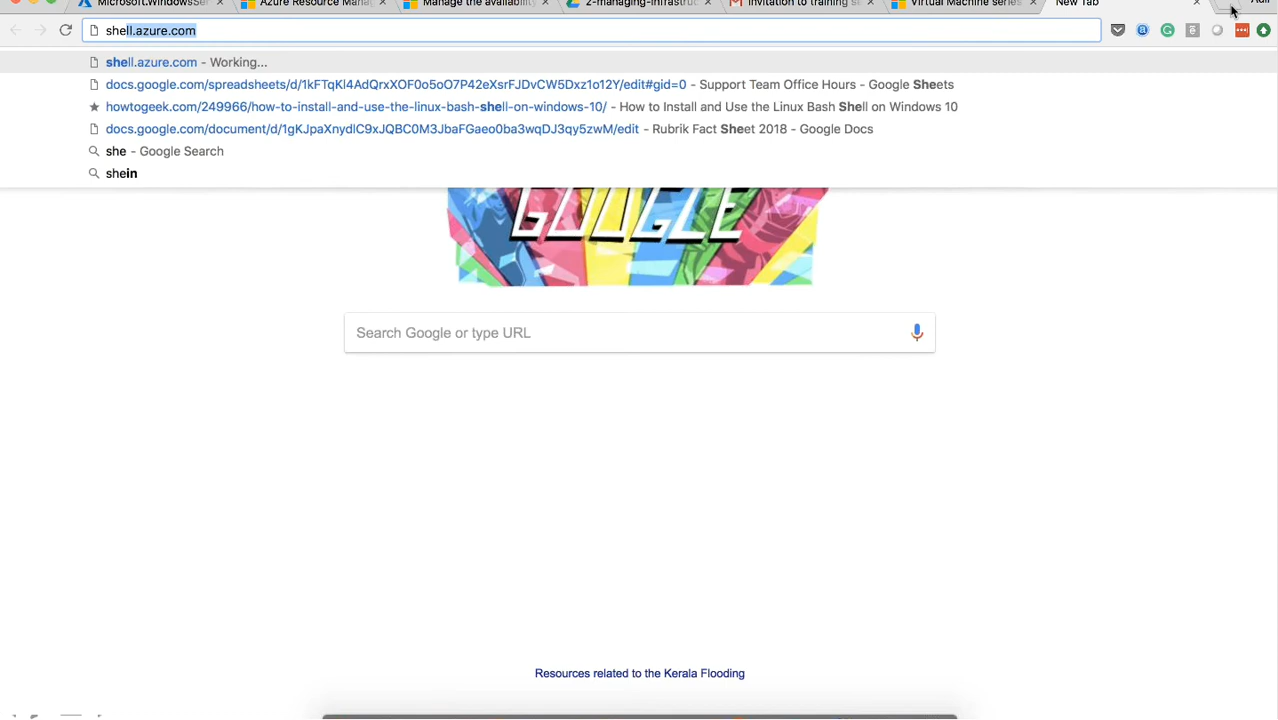 Microsoft.WindowsSer
Azure Resource Mana
Manage the availability
z-managing-infrastruc
Invitation to training s
Virtual Machine series
New Tab
shell.azure.com
shell.azure.com - Working...
docs.google.com/spreadsheets/d/1kFTqKl4AdQrxXOF0o5oO7P42eXsrFJDvCW5Dxz1o12Y/edit#gid=0 - Support Team Office Hours - Google Sheets
howtogeek.com/249966/how-to-install-and-use-the-linux-bash-shell-on-windows-10/ - How to Install and Use the Linux Bash Shell on Windows 10
docs.google.com/document/d/1gKJpaXnydlC9xJQBC0M3JbaFGaeo0ba3wqDJ3qy5zwM/edit - Rubrik Fact Sheet 2018 - Google Docs
she - Google Search
shein
GOOGLE
Search Google or type URL
Resources related to the Kerala Flooding